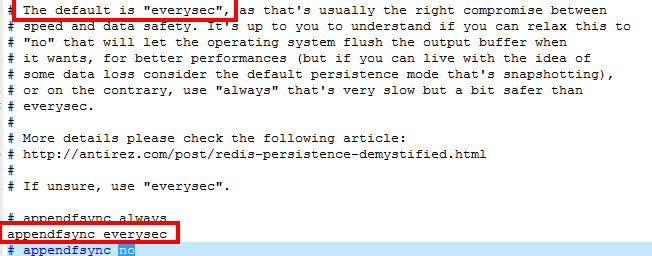 # The default is "everysec", as that's usually the right compromise between
# speed and data safety. It's up to you to understand if you can relax this to
# "no" that will let the operating system flush the output buffer when
# it wants, for better performances (but if you can live with the idea of
# some data loss consider the default persistence mode that's snapshotting),
# or on the contrary, use "always" that's very slow but a bit safer than
# everysec.
#
# More details please check the following article:
# http://antirez.com/post/redis-persistence-demystified.html
#
# If unsure, use "everysec".
# appendfsync always
appendfsync everysec
# appendfsync no